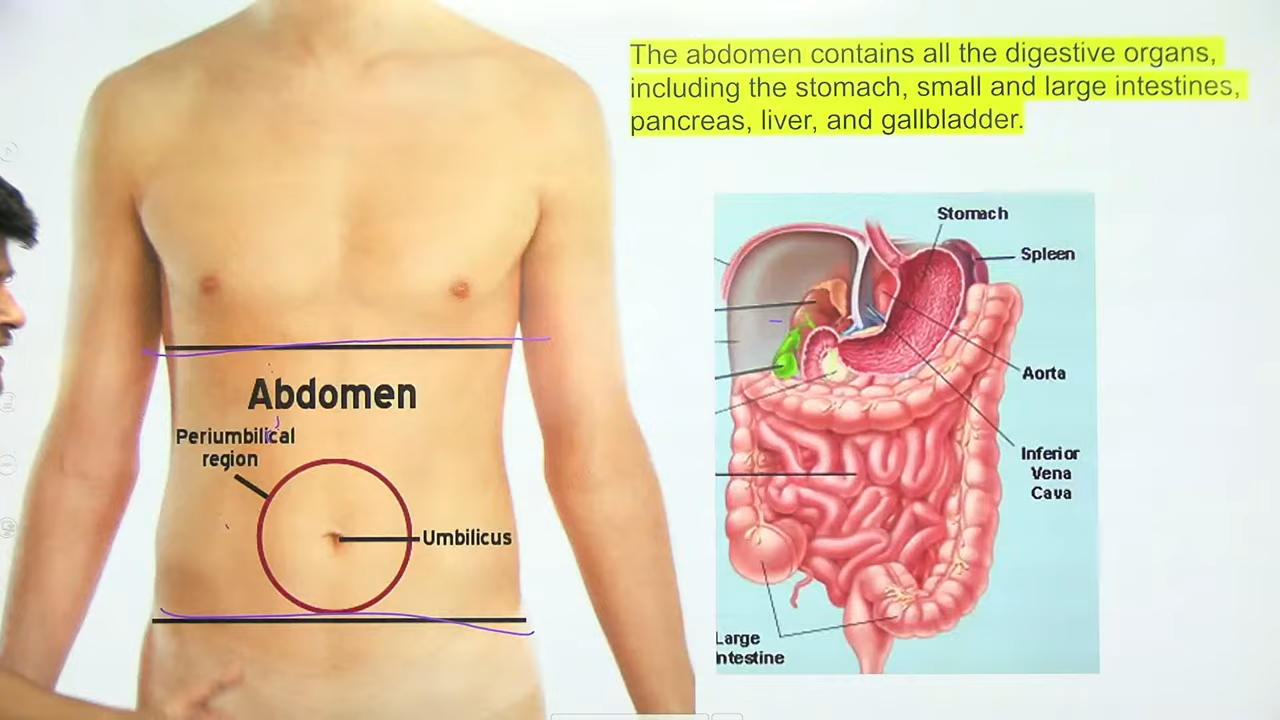 The abdomen contains all the digestive organs,
including the stomach, small and large intestines,
pancreas, liver, and gallbladder.
Abdomen
Periumbilical
region
Umbilicus
Stomach
Spleen
Aorta
Inferior
Vena
Cava
Large
Intestine